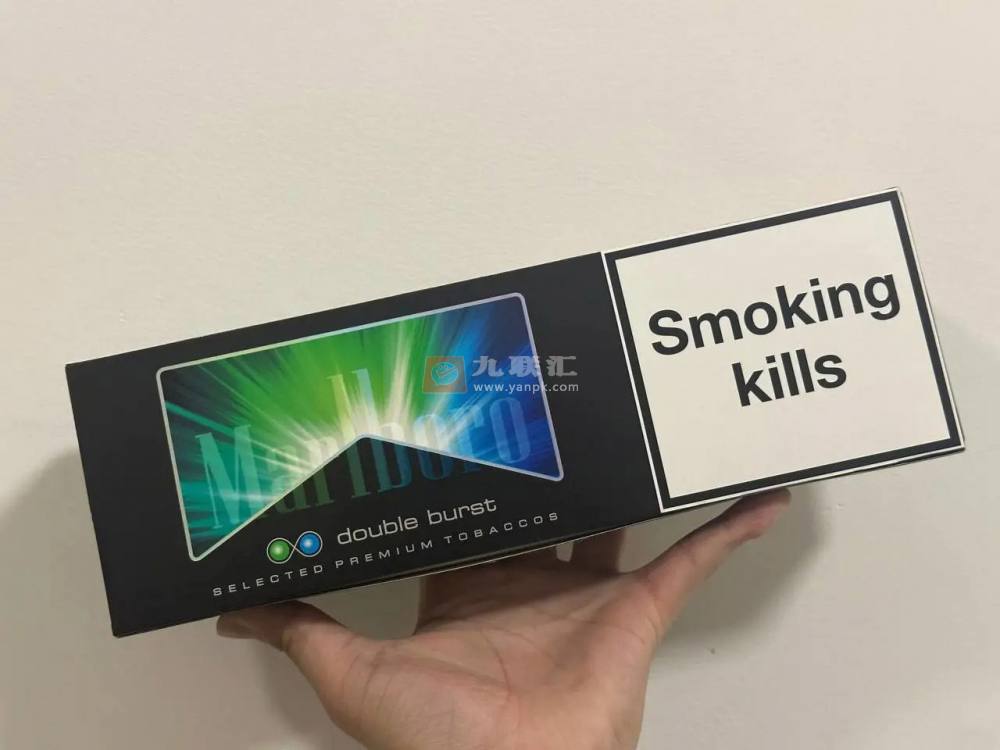 Marlboro
double burst
SELECTED PREMIUM TOBACCOS
Smoking
kills
九联汇
www.yanpk.com